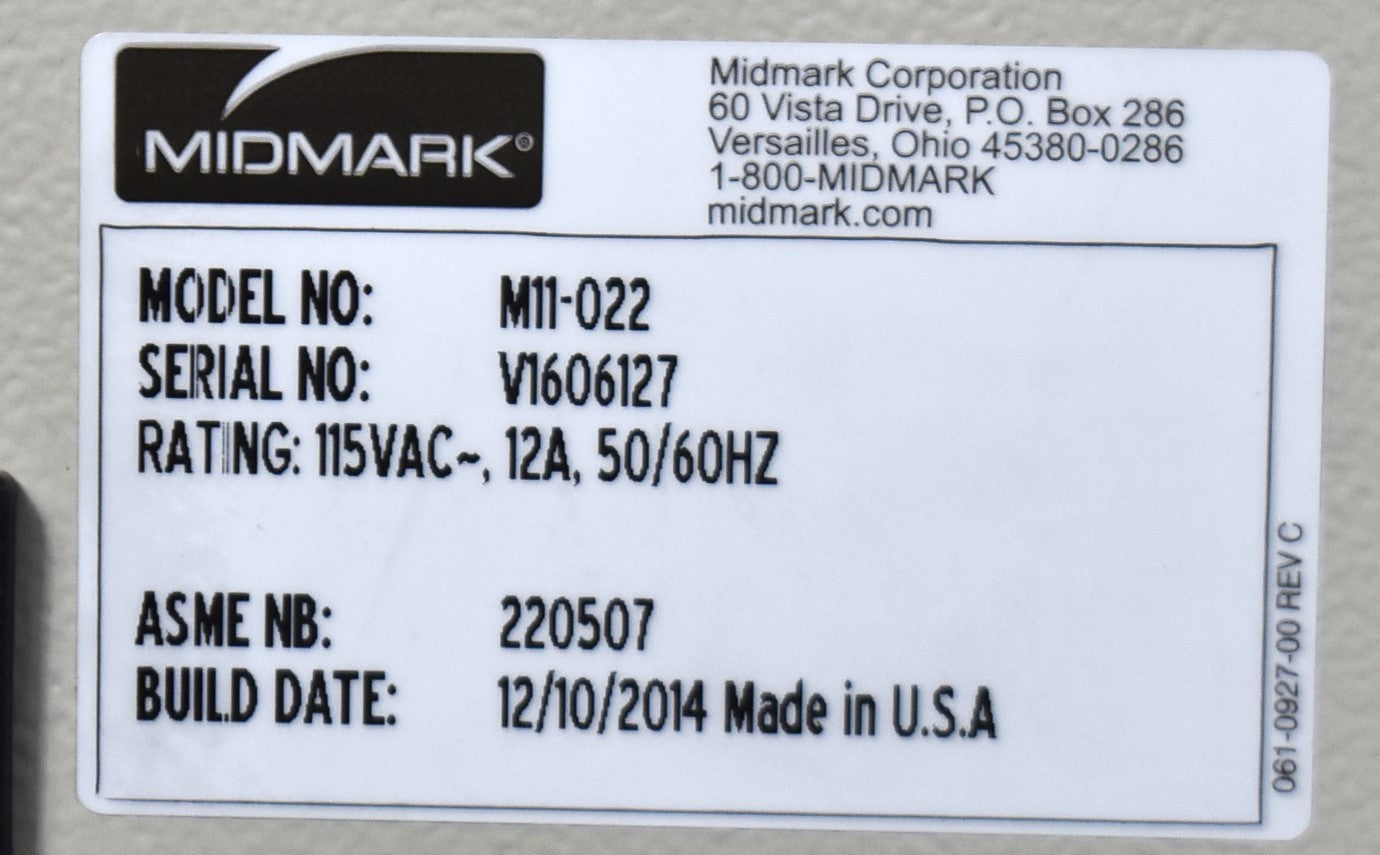 MIDMARK®
Midmark Corporation
60 Vista Drive, P.O. Box 286
Versailles, Ohio 45380-0286
1-800-MIDMARK
midmark.com
MODEL NO: M11-022
SERIAL NO: V1606127
RATING: 115VAC~, 12A, 50/60HZ
ASME NB: 220507
BUILD DATE: 12/10/2014 Made in U.S.A
061-0927-00 REV C